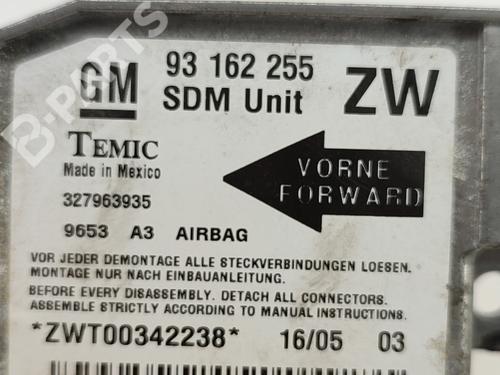 GM 93 162 255 ZW
SDM Unit
TEMIC
Made in Mexico
VORNE
FORWARD
327963935
9653 A3 AIRBAG
VOR JEDER DEMONTAGE ALLE STECKVERBINDUNGEN LOESEN.
MONTAGE NUR NACH EINBAUANLEITUNG.
BEFORE EVERY DISASSEMBLY. DETACH ALL CONNECTORS.
ASSEMBLE STRICTLY ACCORDING TO MANUAL INSTRUCTIONS.
*ZWT00342238* 16/05 03
B-PARTS